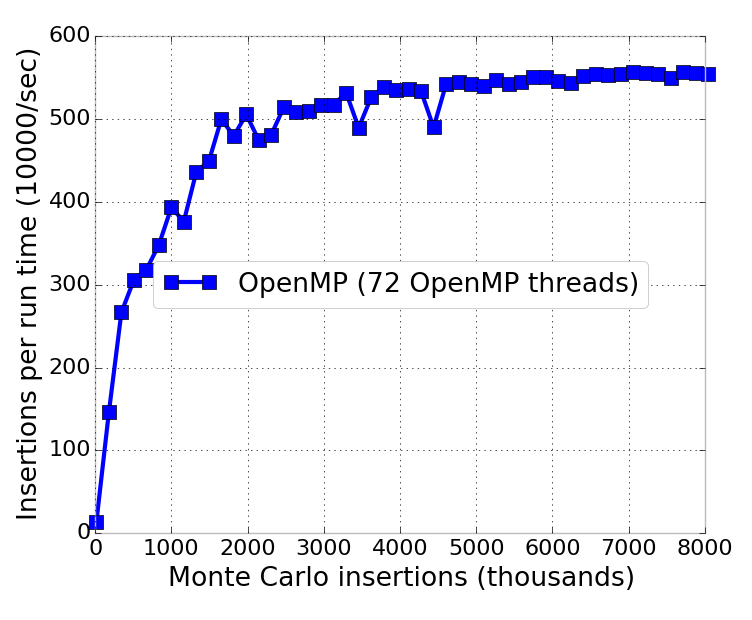 600
500
400
300
200
100
0
Insertions per run time (10000/sec)
OpenMP (72 OpenMP threads)
0 1000 2000 3000 4000 5000 6000 7000 8000
Monte Carlo insertions (thousands)